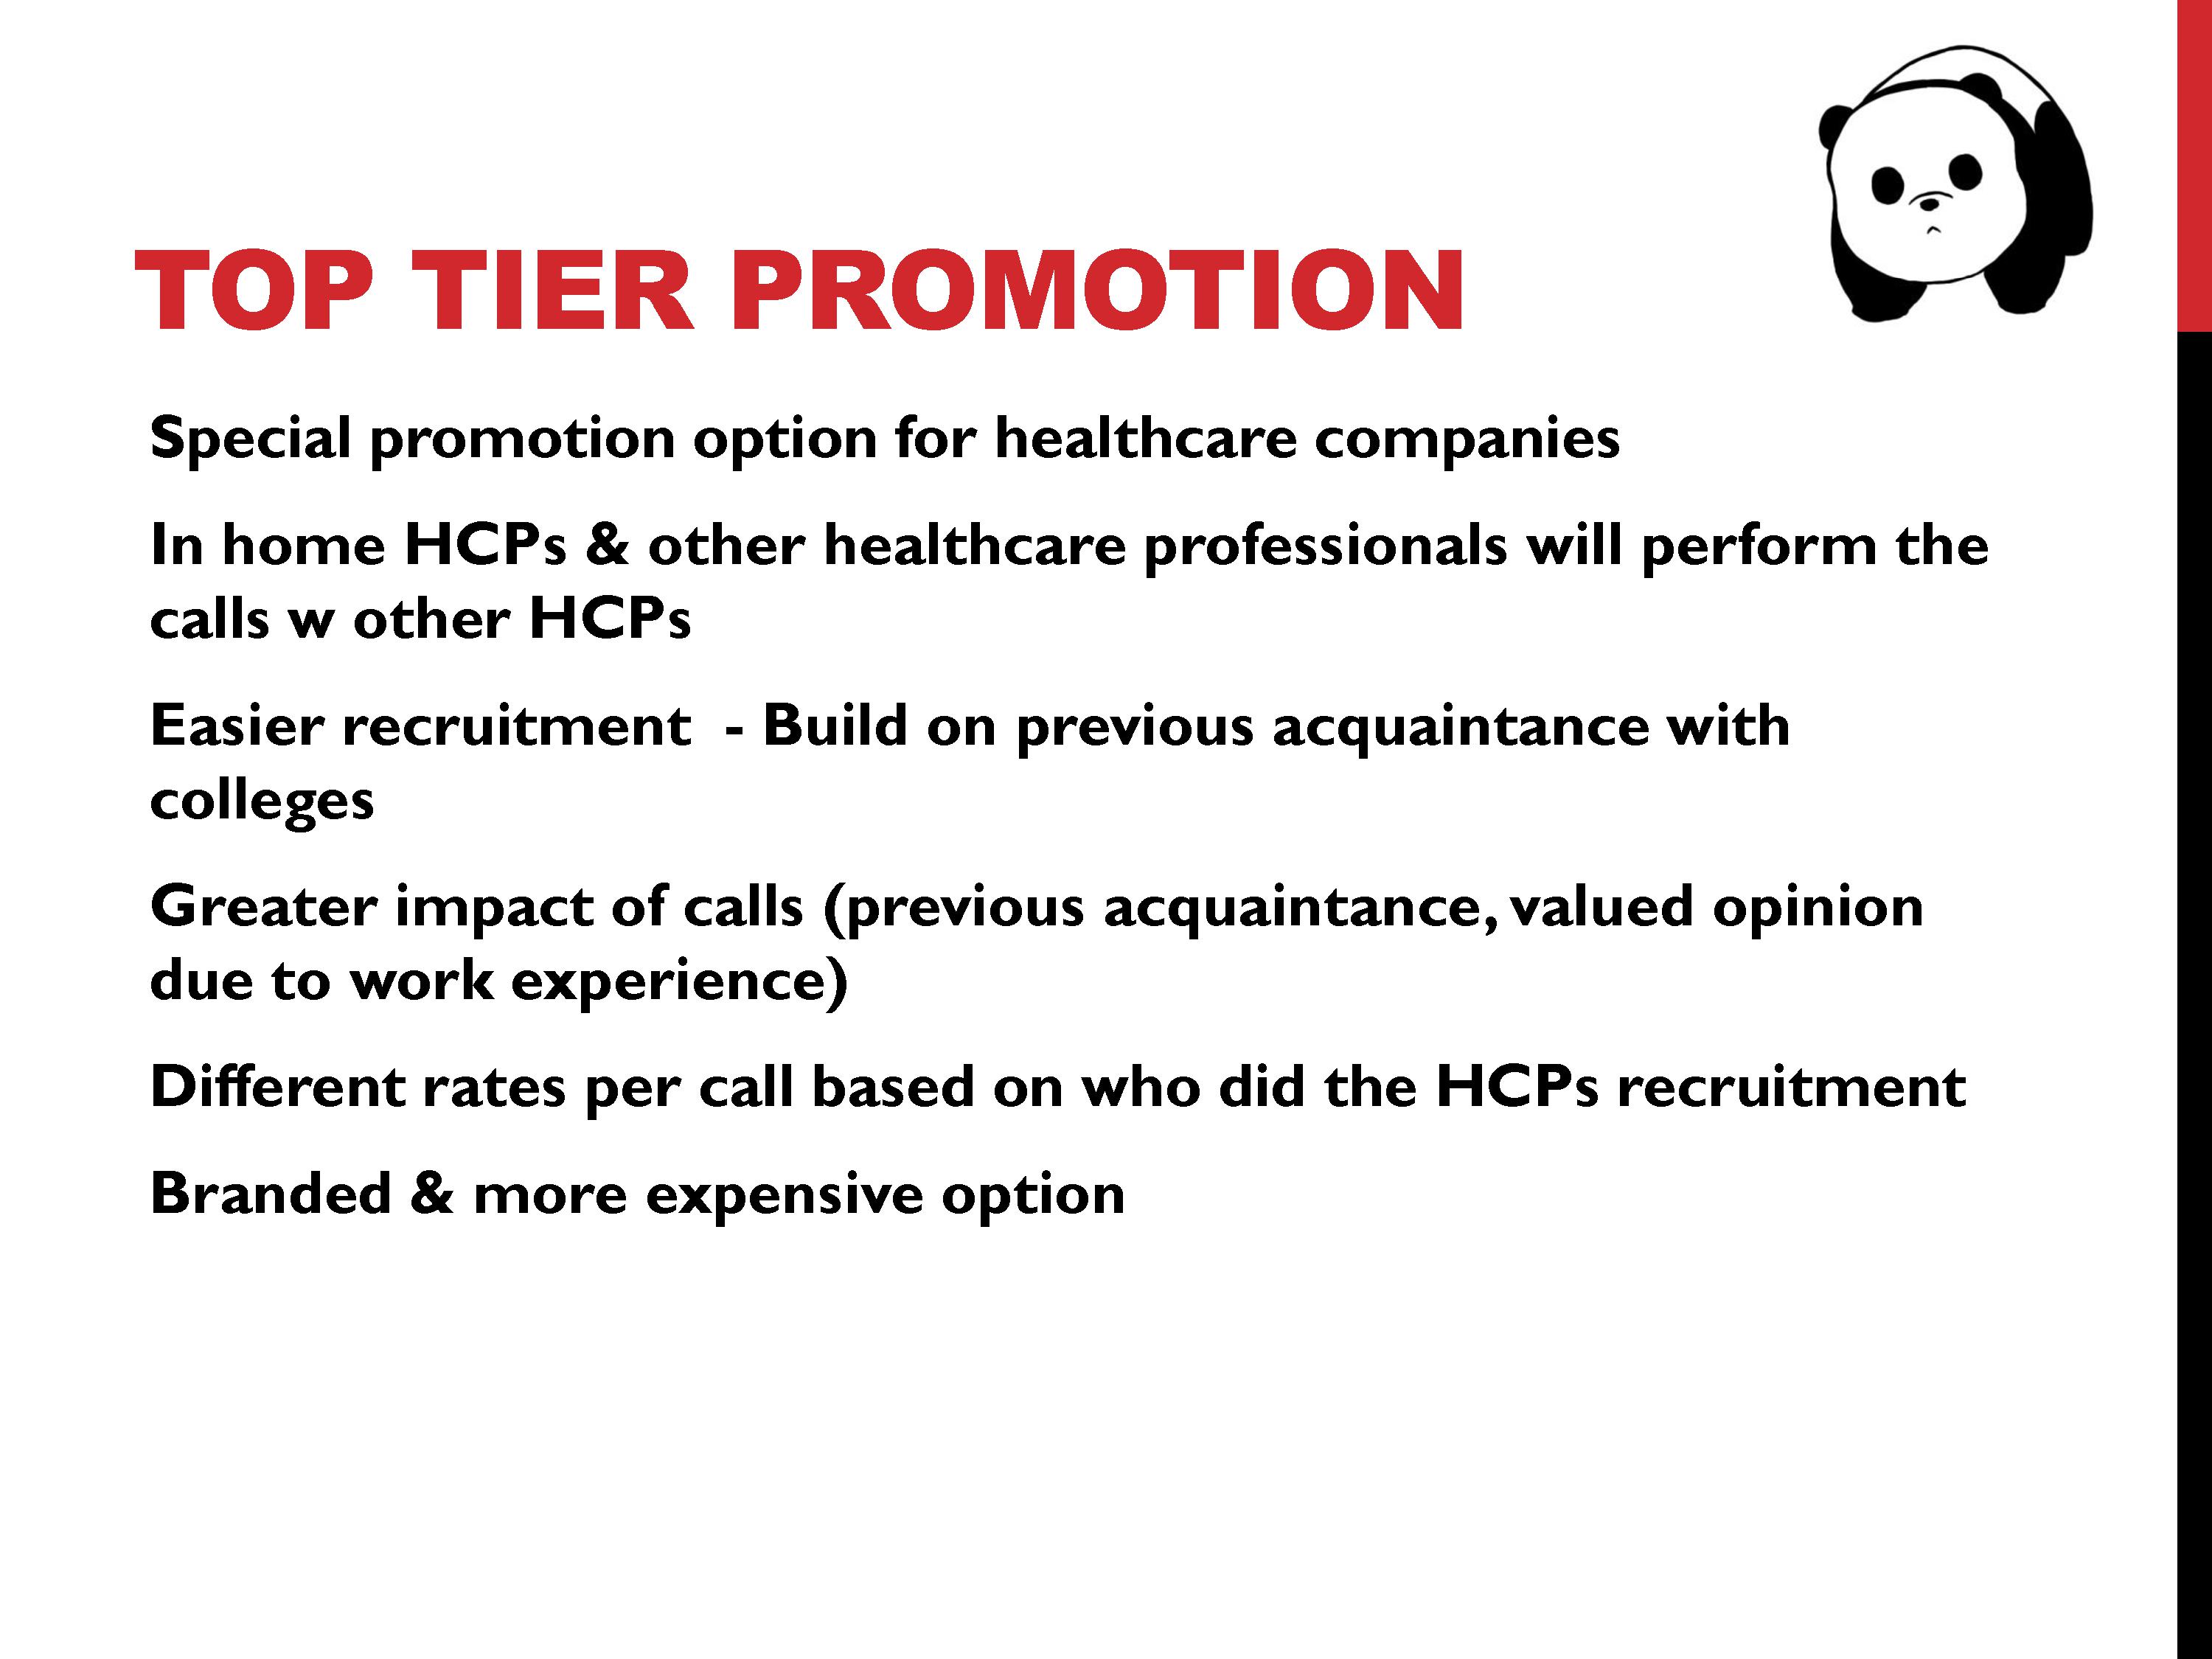 TOP TIER PROMOTION
Special promotion option for healthcare companies
In home HCPs & other healthcare professionals will perform the
calls w other HCPs
Easier recruitment  - Build on previous acquaintance with
colleges
Greater impact of calls (previous acquaintance, valued opinion
due to work experience)
Different rates per call based on who did the HCPs recruitment
Branded & more expensive option